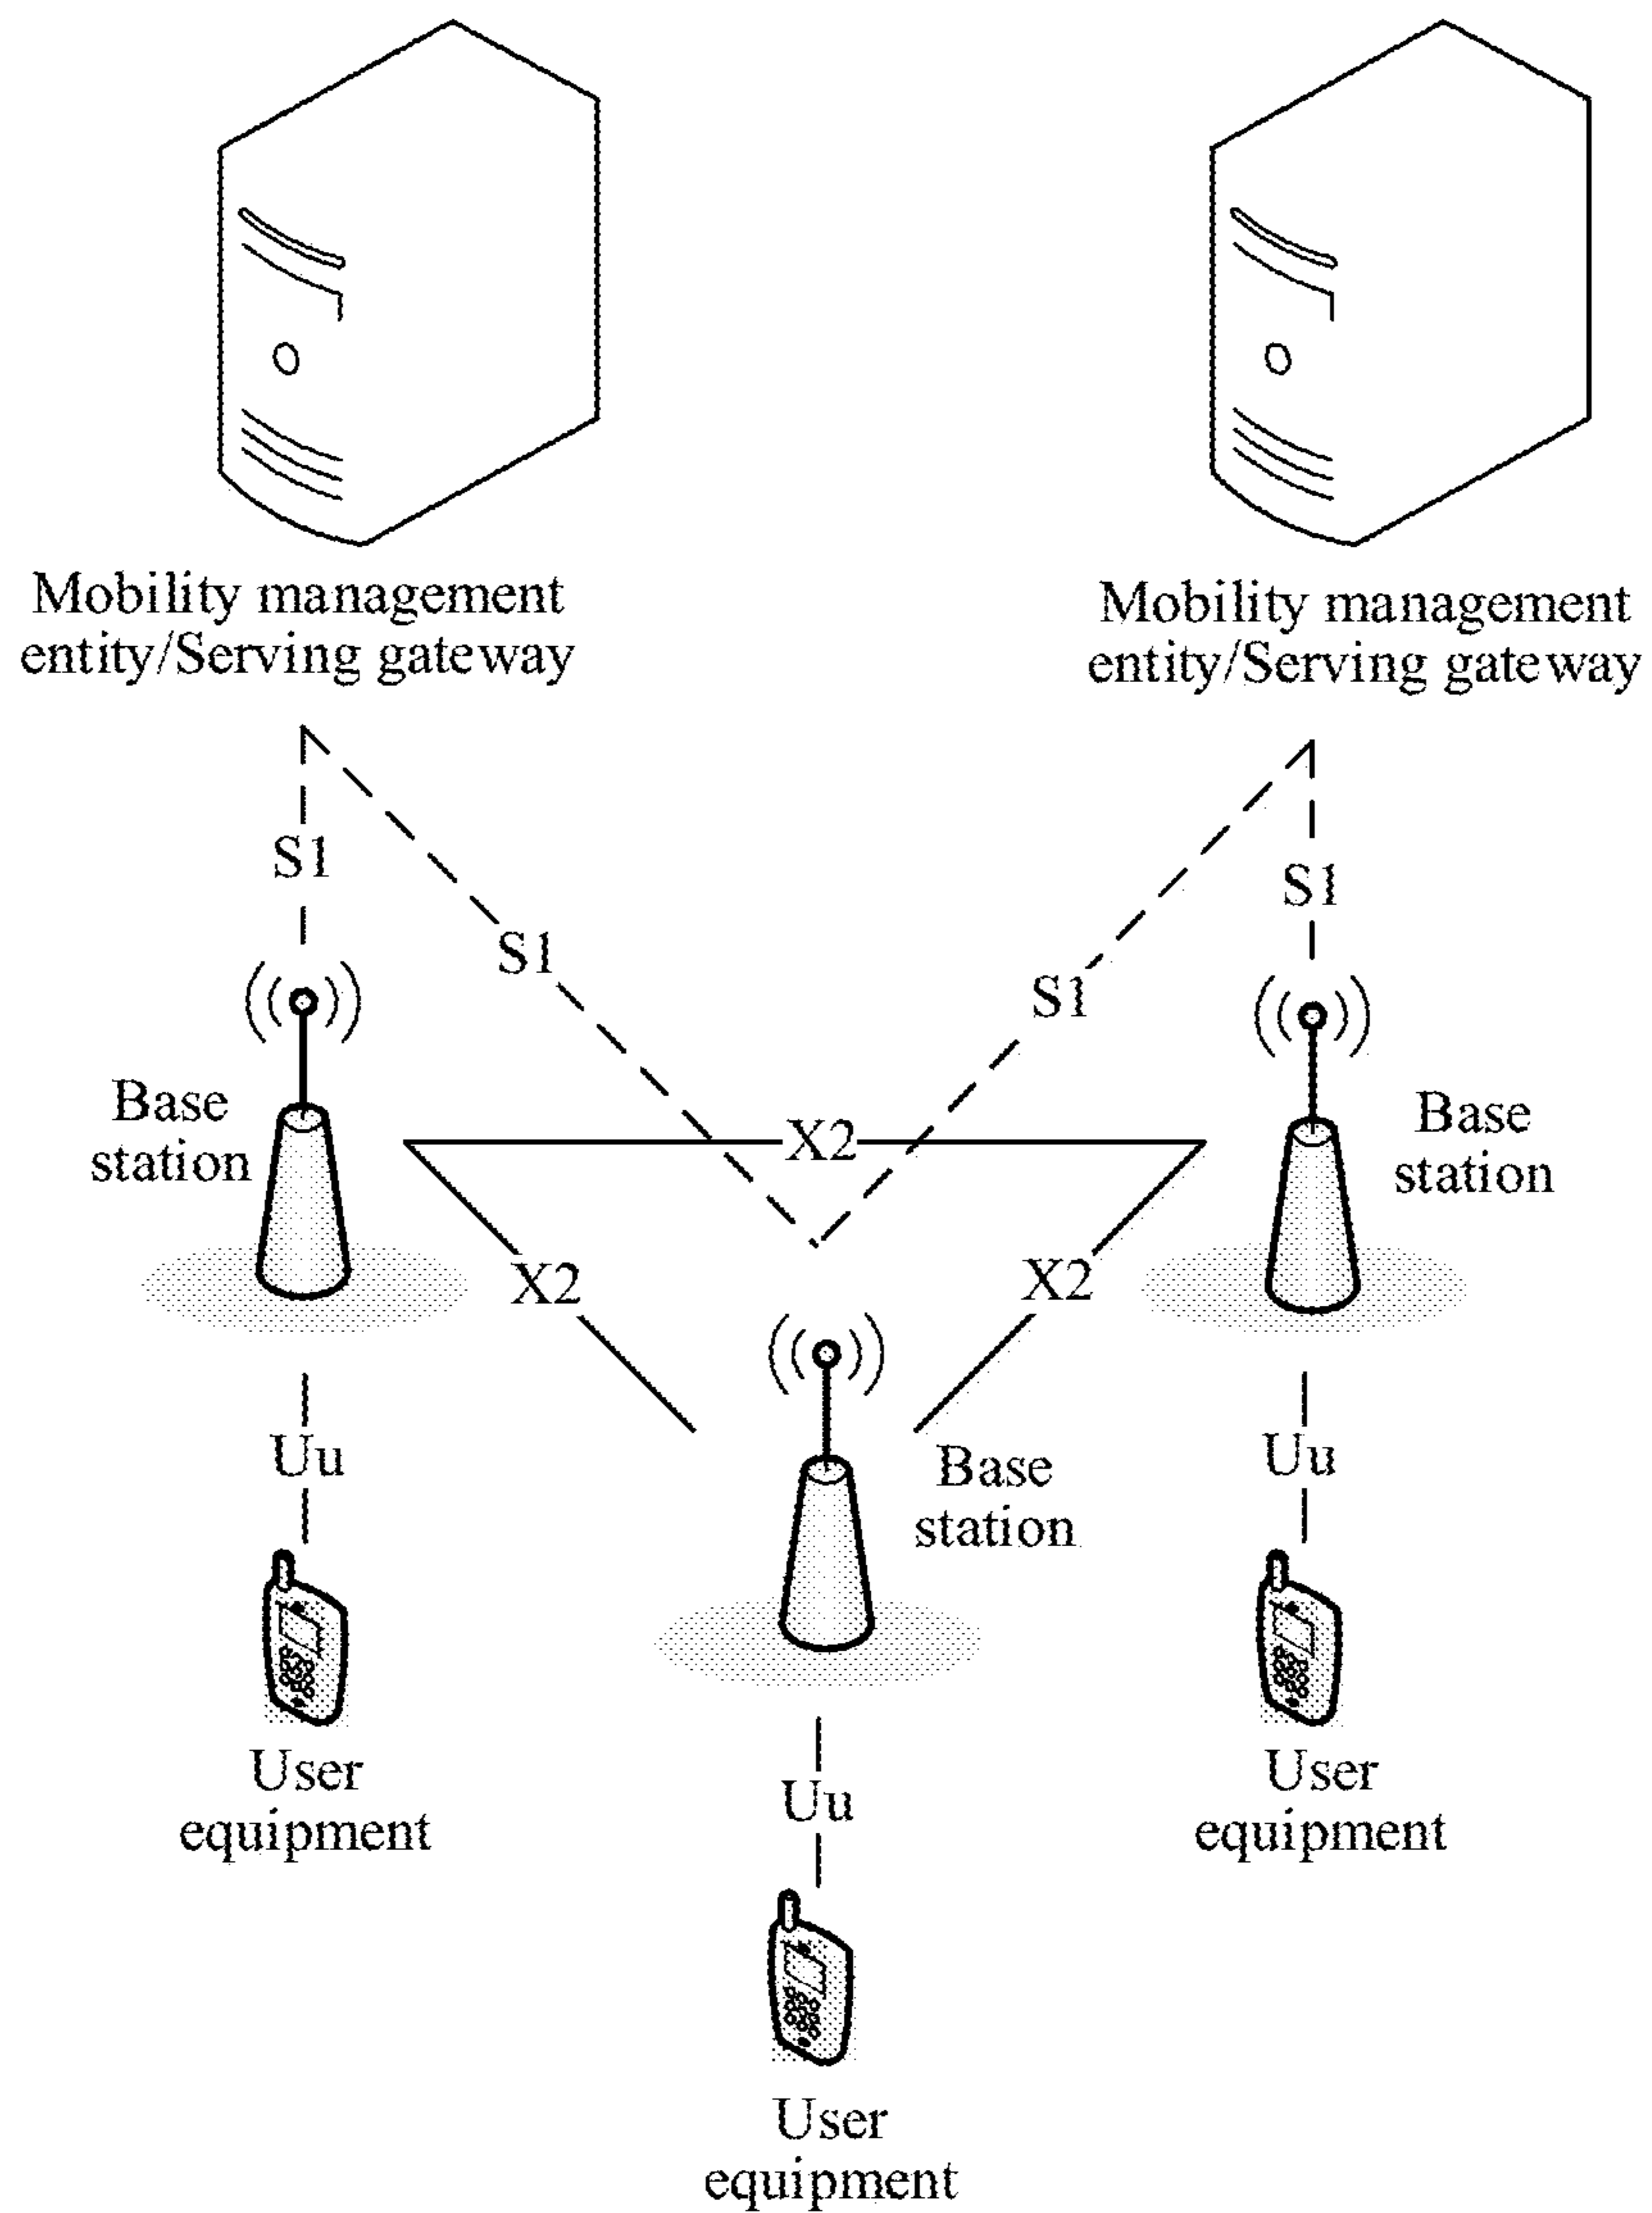 Mobility management
entity/Serving gateway
Mobility management
entity/Serving gateway
S1
S1
S1
S1
Base
station
X2
Base
station
X2
X2
Uu
Base
station
Uu
User
equipment
Uu
User
equipment
User
equipment